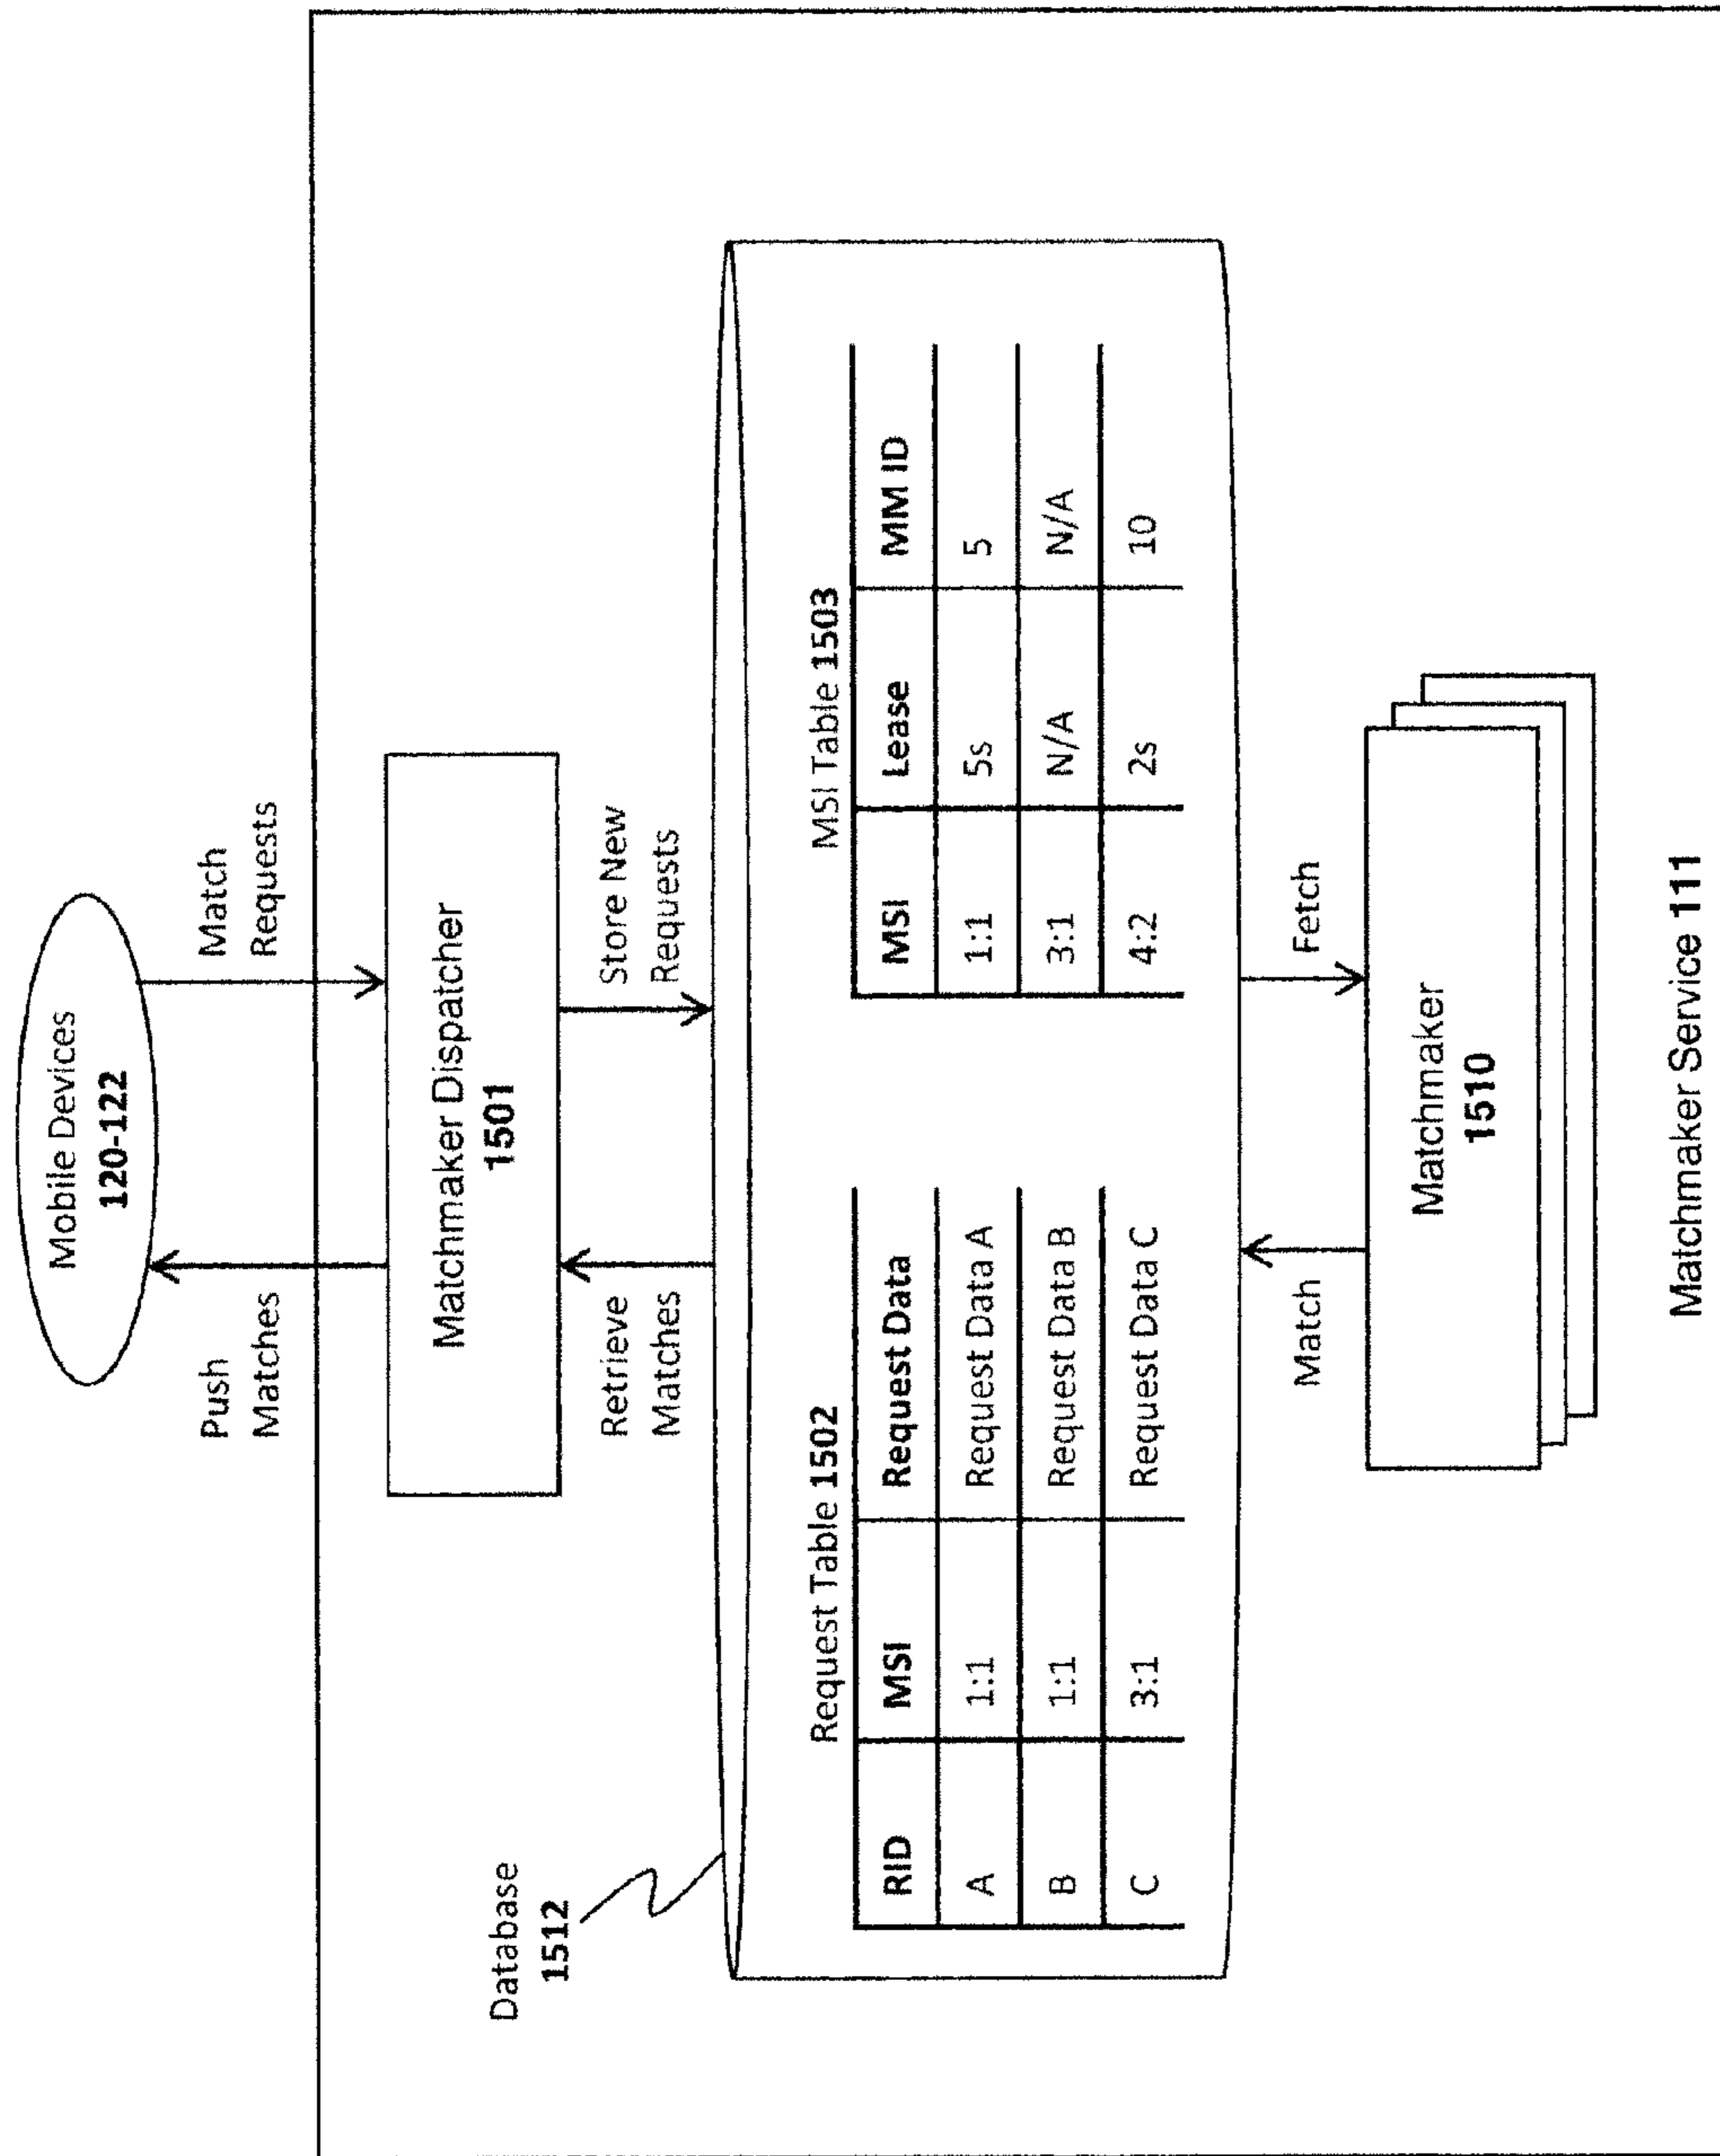 Mobile Devices
120-122
Push
Matches
Match
Requests
Matchmaker Dispatcher
1501
Database
1512
Retrieve
Matches
Store New
Requests
Request Table 1502
RID MSI Request Data
A 1:1 Request Data A
B 1:1 Request Data B
C 3:1 Request Data C
MSI Table 1503
MSI Lease MM ID
1:1 5s 5
3:1 N/A N/A
4:2 2s 10
Match
Fetch
Matchmaker
1510
Matchmaker Service 111